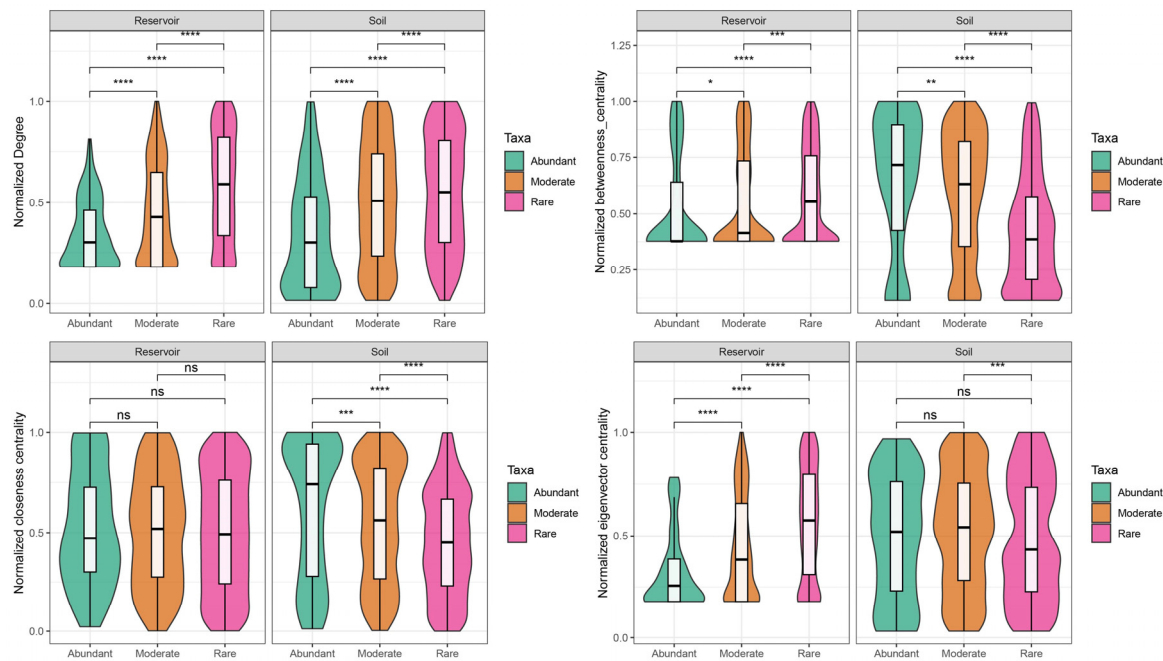 Reservoir Soil
**** ****
**** ****
**** ****
Normalized Degree
1.0
0.5
0.0
Abundant Moderate Rare Abundant Moderate Rare
Taxa
Abundant
Moderate
Rare
Reservoir Soil
*** ****
**** ****
* **
Normalized betweenness_centrality
1.25
1.00
0.75
0.50
0.25
Abundant Moderate Rare Abundant Moderate Rare
Taxa
Abundant
Moderate
Rare
Reservoir Soil
ns ****
ns ****
ns ***
Normalized closeness centrality
1.0
0.5
0.0
Abundant Moderate Rare Abundant Moderate Rare
Taxa
Abundant
Moderate
Rare
Reservoir Soil
**** ***
**** ns
**** ns
Normalized eigenvector centrality
1.0
0.5
0.0
Abundant Moderate Rare Abundant Moderate Rare
Taxa
Abundant
Moderate
Rare